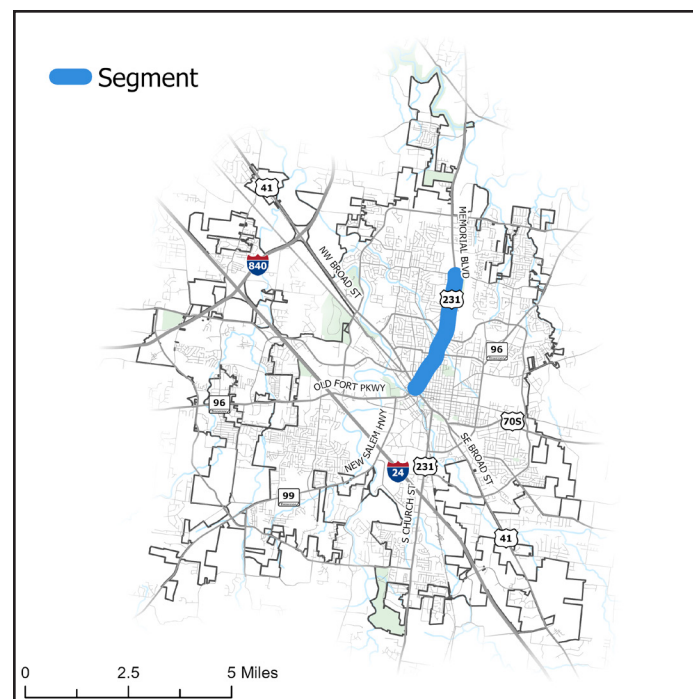 Segment
41
840
NW BROAD ST
MEMORIAL BLVD
231
96
OLD FORT PKWY
96
70S
NEW SALEM HWY
SE BROAD ST
24
231
99
S CHURCH ST
41
0 2.5 5 Miles